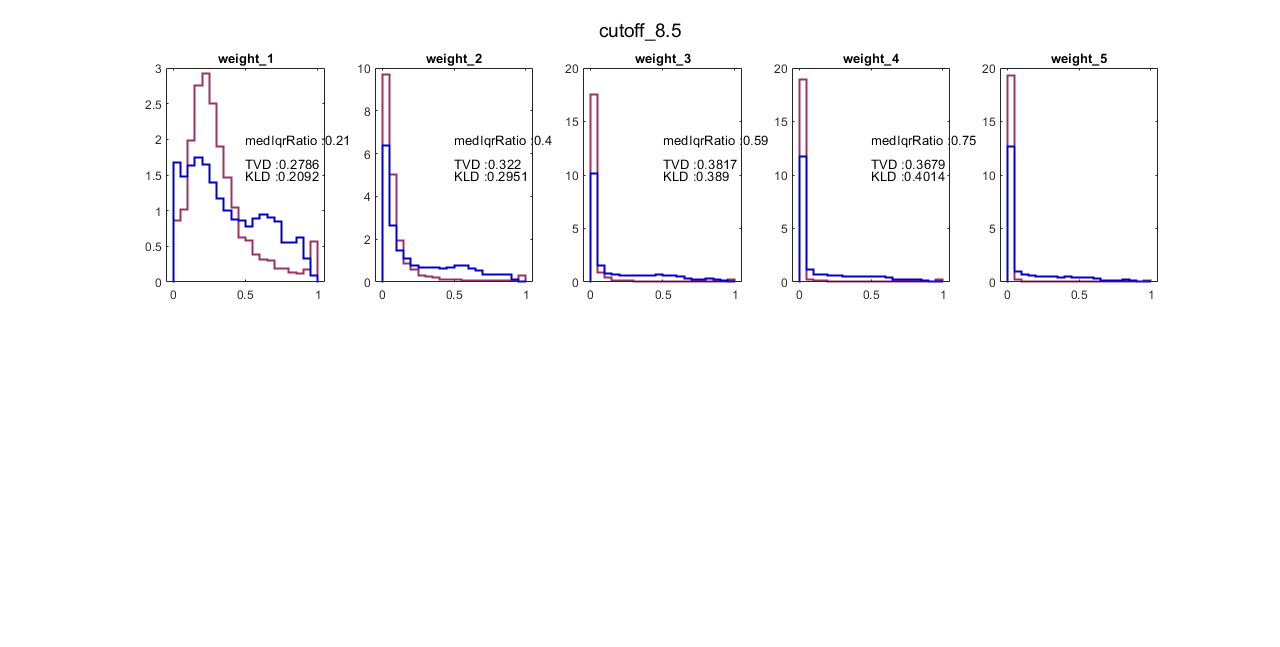 cutoff_8.5
weight_1
3
2.5
2
1.5
1
0.5
0
0
0.5
1
medIqrRatio :0.21
TVD :0.2786
KLD :0.2092
weight_2
10
8
6
4
2
0
0
0.5
1
medIqrRatio :0.4
TVD :0.322
KLD :0.2951
weight_3
20
15
10
5
0
0
0.5
1
medIqrRatio :0.59
TVD :0.3817
KLD :0.389
weight_4
20
15
10
5
0
0
0.5
1
medIqrRatio :0.75
TVD :0.3679
KLD :0.4014
weight_5
20
15
10
5
0
0
0.5
1